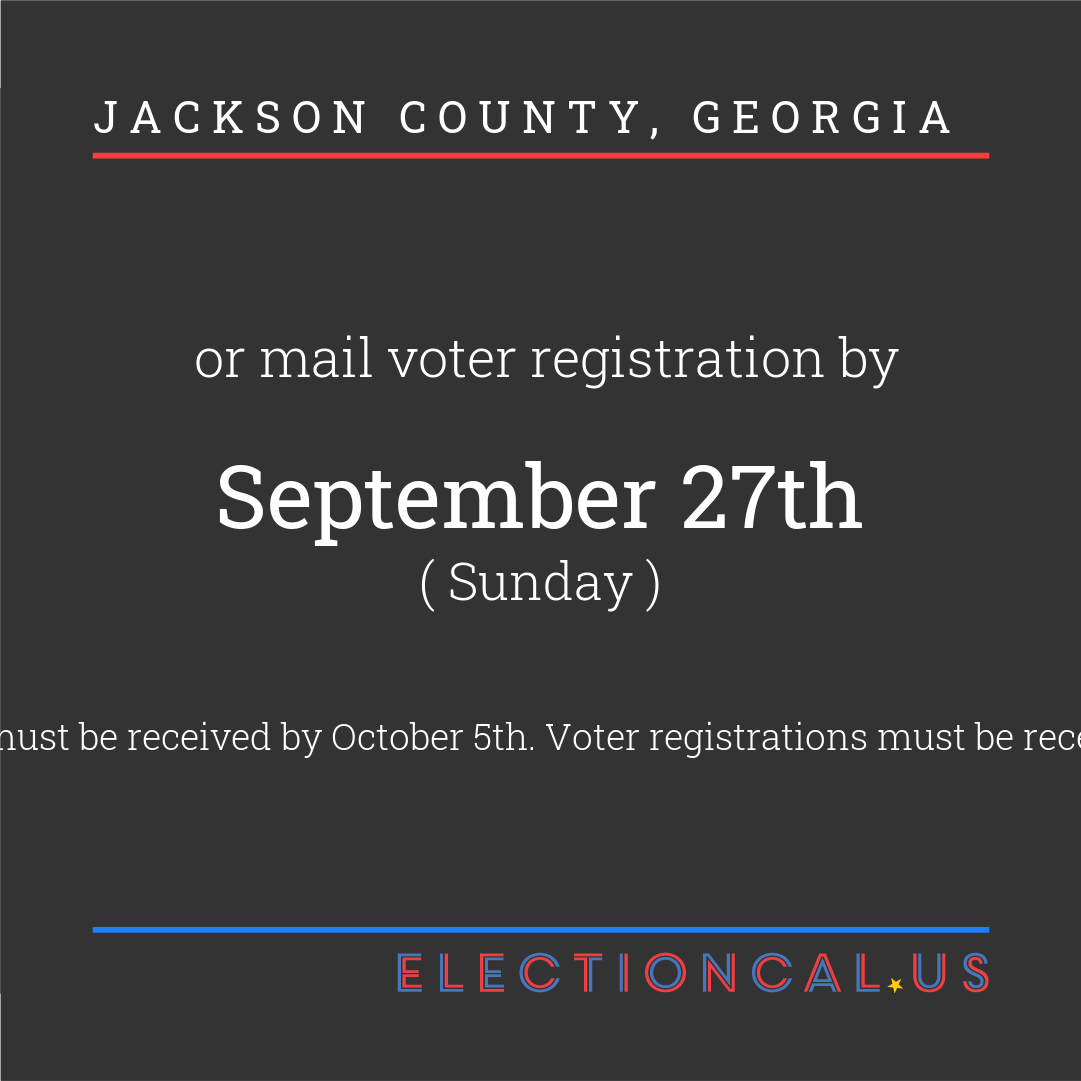 JACKSON COUNTY, GEORGIA
or mail voter registration by
September 27th
( Sunday )
must be received by October 5th. Voter registrations must be
ELECTIONCAL.US